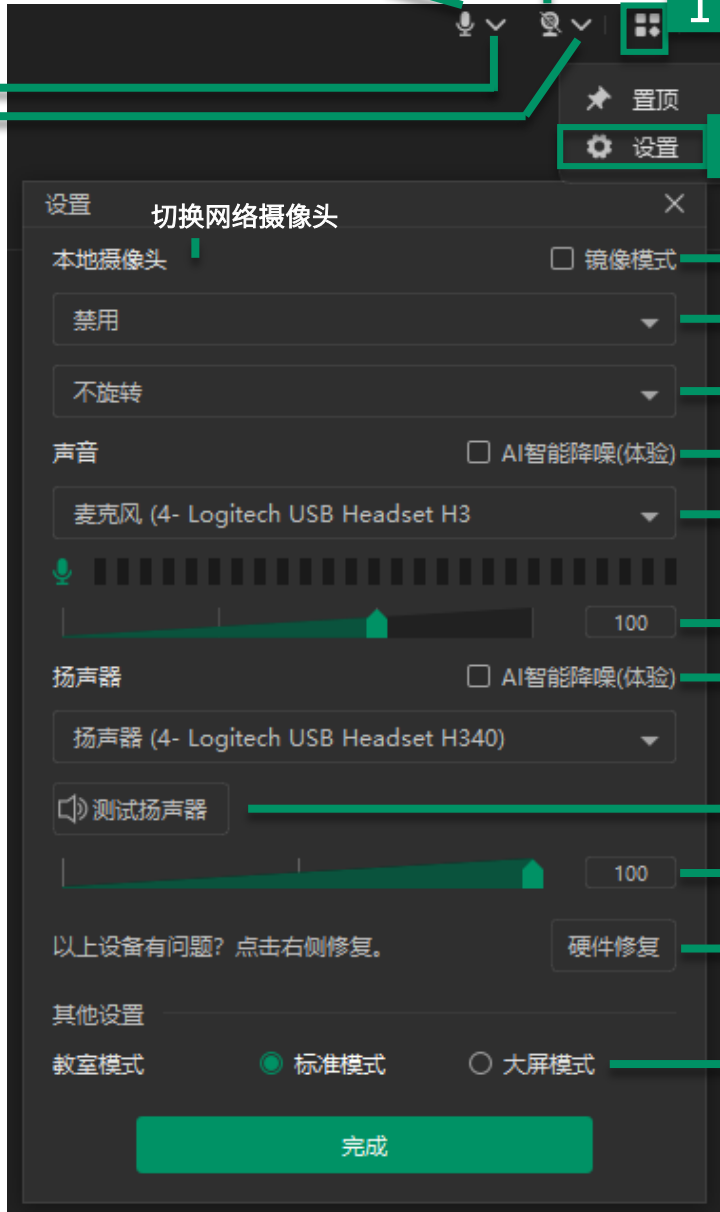 1
置顶
设置
设置
切换网络摄像头
本地摄像头 镜像模式
禁用
不旋转
声音 AI智能降噪(体验)
麦克风 (4- Logitech USB Headset H3
100
扬声器 AI智能降噪(体验)
扬声器 (4- Logitech USB Headset H340)
测试扬声器
100
以上设备有问题？点击右侧修复。 硬件修复
其他设置
教室模式 标准模式 大屏模式
完成